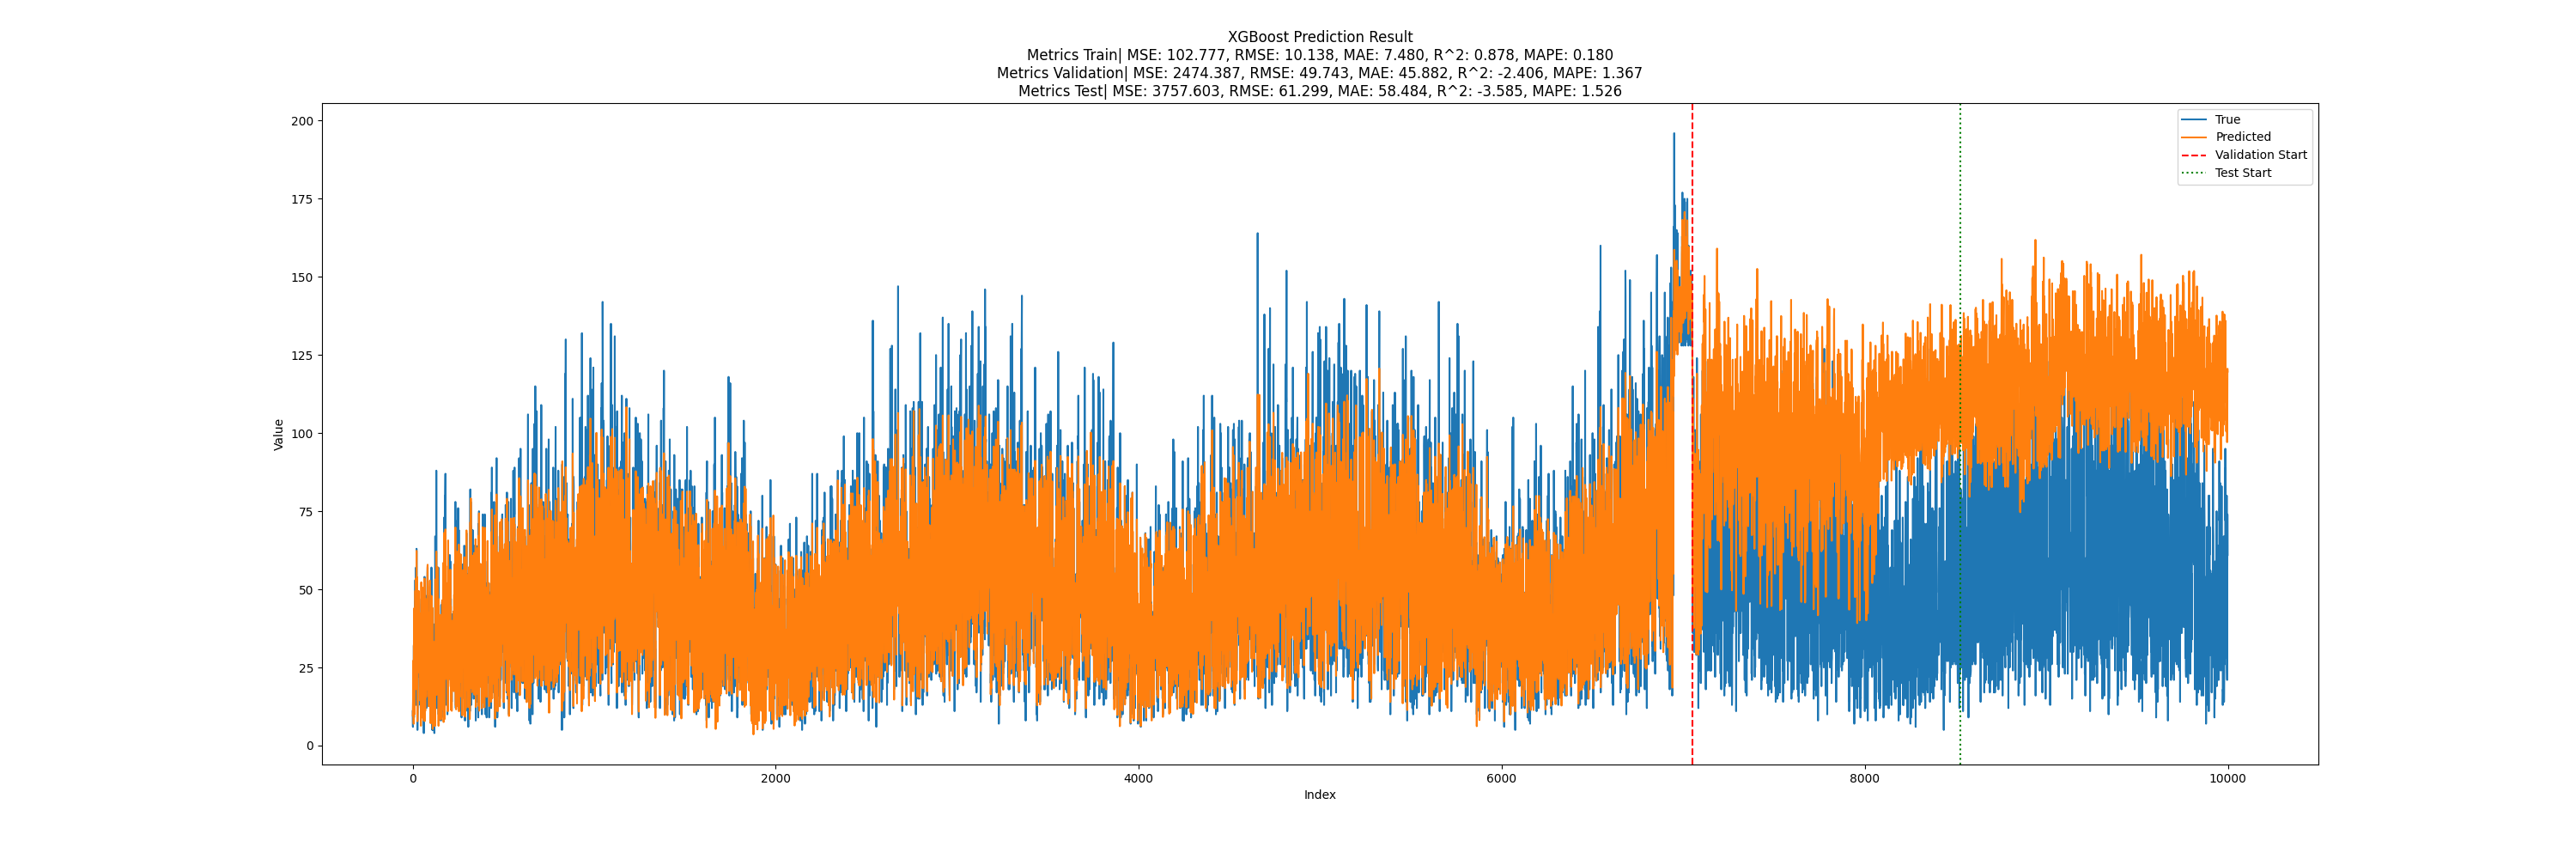 XGBoost Prediction Result
Metrics Train| MSE: 102.777, RMSE: 10.138, MAE: 7.480, R^2: 0.878, MAPE: 0.180
Metrics Validation| MSE: 2474.387, RMSE: 49.743, MAE: 45.882, R^2: -2.406, MAPE: 1.367
Metrics Test| MSE: 3757.603, RMSE: 61.299, MAE: 58.484, R^2: -3.585, MAPE: 1.526
True
Predicted
Validation Start
Test Start
Value
200
175
150
125
100
75
50
25
0
0
2000
4000
6000
8000
10000
Index